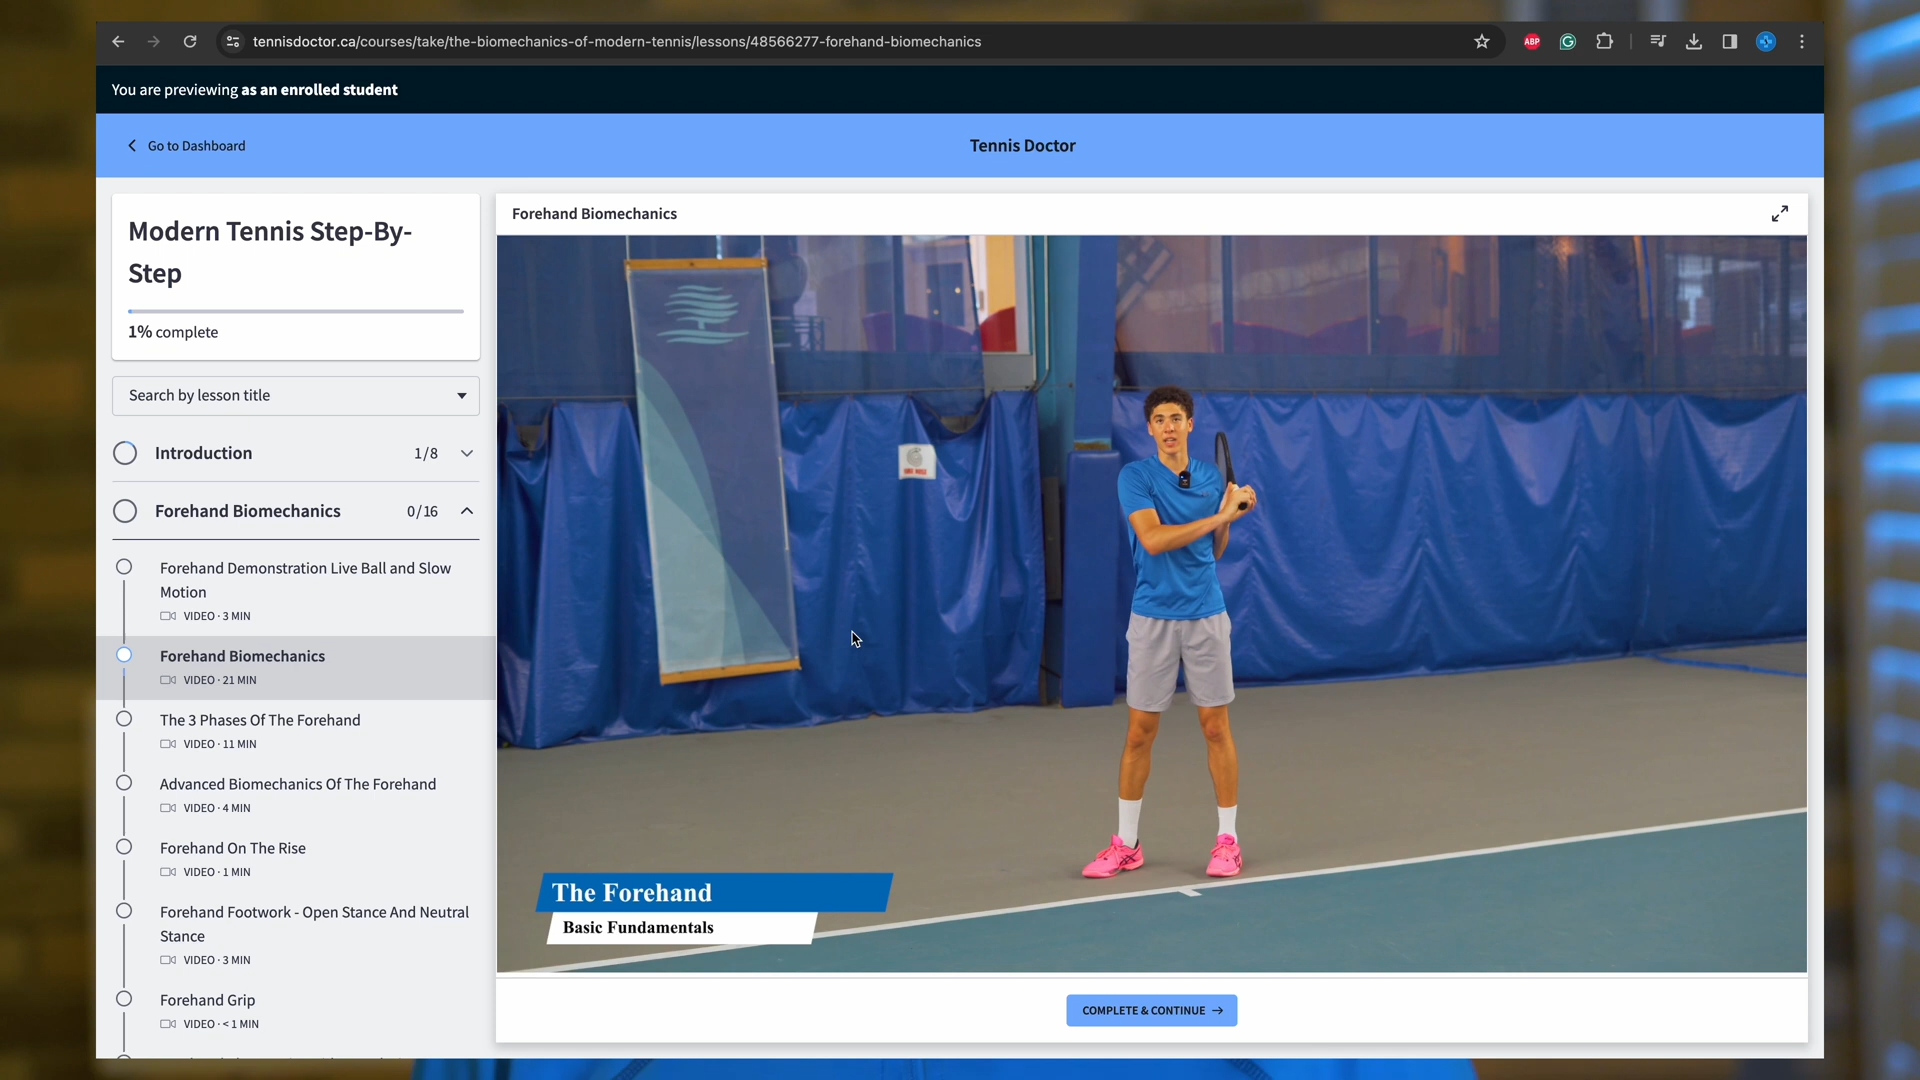 tennisdoctor.ca/courses/take/the-biomechanics-of-modern-tennis/lessons/48566277-forehand-biomechanics
ABP
You are previewing as an enrolled student
Go to Dashboard
Tennis Doctor
Modern Tennis Step-By-
Step
1% complete
Search by lesson title
Introduction 1/8
Forehand Biomechanics 0/16
Forehand Demonstration Live Ball and Slow
Motion
VIDEO · 3 MIN
Forehand Biomechanics
VIDEO · 21 MIN
The 3 Phases Of The Forehand
VIDEO · 11 MIN
Advanced Biomechanics Of The Forehand
VIDEO · 4 MIN
Forehand On The Rise
VIDEO · 1 MIN
Forehand Footwork - Open Stance And Neutral
Stance
VIDEO · 3 MIN
Forehand Grip
VIDEO · < 1 MIN
Forehand Biomechanics
The Forehand
Basic Fundamentals
COMPLETE & CONTINUE →